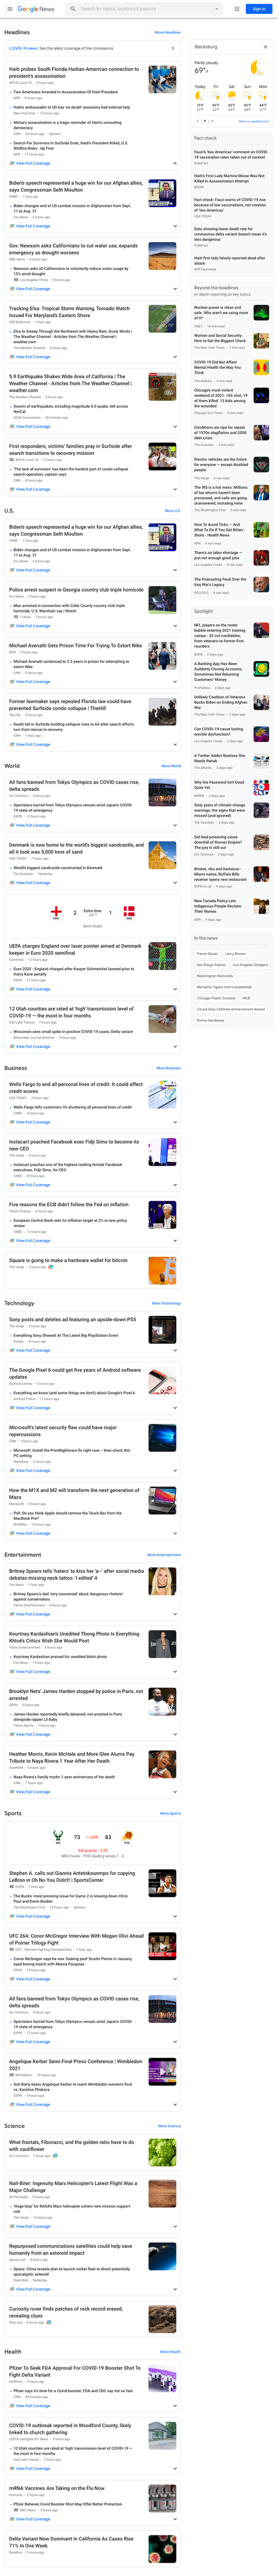 Google News
Search for topics, locations & sources
Sign in
Headlines
More Headlines
COVID-19 news: See the latest coverage of the coronavirus
Haiti probes South Florida Haitian-American connection to
president's assassination
Two Americans Arrested In Assassination Of Haiti President
Haiti's ambassador to US has 'no doubt' assassins had internal help
Moïse's assassination is a tragic reminder of Haiti's unraveling
democracy
Search For Survivors In Surfside Ends, Haiti's President Killed, U.S.
Wildfire Risks : Up First
View Full Coverage
Biden's speech represented a huge win for our Afghan allies,
says Congressman Seth Moulton
Biden changes end of US combat mission in Afghanistan from Sept.
11 to Aug. 31
View Full Coverage
Gov. Newsom asks Californians to cut water use, expands
emergency as drought worsens
Newsom asks all Californians to voluntarily reduce water usage by
15% amid drought
View Full Coverage
Tracking Elsa: Tropical Storm Warning, Tornado Watch
Issued For Maryland's Eastern Shore
Elsa to Sweep Through the Northeast with Heavy Rain, Gusty Winds /
The Weather Channel - Articles from The Weather Channel |
weather.com
View Full Coverage
5.9 Earthquake Shakes Wide Area of California | The
Weather Channel - Articles from The Weather Channel |
weather.com
Swarm of earthquakes, including magnitude 6.0 quake, felt across
NorCal
View Full Coverage
First responders, victims' families pray in Surfside after
search transitions to recovery mission
'The task of survivors' has been the hardest part of condo collapse
search operation, captain says
View Full Coverage
U.S.
More U.S.
Biden's speech represented a huge win for our Afghan allies,
says Congressman Seth Moulton
Biden changes end of US combat mission in Afghanistan from Sept.
11 to Aug. 31
View Full Coverage
Police arrest suspect in Georgia country club triple homicide
Man arrested in connection with Cobb County country club triple
homicide, U.S. Marshals say | Watch
View Full Coverage
Michael Avenatti Gets Prison Time For Trying To Extort Nike
Michael Avenatti sentenced to 2.5 years in prison for trying to
extort Nike
View Full Coverage
Former lawmaker says repealed Florida law could have
prevented Surfside condo collapse | TheHill
Death toll in Surfside building collapse rises to 64 after search efforts
turn from rescue to recovery
View Full Coverage
World
More World
All fans banned from Tokyo Olympics as COVID cases rise,
delta spreads
Spectators barred from Tokyo Olympics venues amid Japan's COVID-
19 state of emergency
View Full Coverage
Denmark is now home to the world's biggest sandcastle, and
all it took was 5,000 tons of sand
World's biggest sandcastle constructed in Denmark
View Full Coverage
2
Extra time
Jul 7
1
Semi-finals
UEFA charges England over laser pointer aimed at Denmark
keeper in Euro 2020 semifinal
Euro 2020 - England charged after Kasper Schmeichel lasered prior to
Harry Kane penalty
View Full Coverage
12 Utah counties are rated at 'high' transmission level of
COVID-19 — the most in four months
Wisconsin sees small spike in positive COVID-19 cases, Delta variant
View Full Coverage
Business
More Business
Wells Fargo to end all personal lines of credit: It could affect
credit scores
Wells Fargo tells customers it's shuttering all personal lines of credit
View Full Coverage
Instacart poached Facebook exec Fidji Simo to become its
new CEO
Instacart poaches one of the highest-ranking female Facebook
executives, Fidji Simo, for CEO
View Full Coverage
Five reasons the ECB didn't follow the Fed on inflation
European Central Bank sets its inflation target at 2% in new policy
review
View Full Coverage
Square is going to make a hardware wallet for bitcoin
Technology
More Technology
Sony posts and deletes ad featuring an upside-down PS5
Everything Sony Showed At The Latest Big PlayStation Event
View Full Coverage
The Google Pixel 6 could get five years of Android software
updates
Everything we know (and some things we don't) about Google's Pixel 6
View Full Coverage
Microsoft's latest security flaw could have major
repercussions
Microsoft: Install the PrintNightmare fix right now – then check this
PC setting
View Full Coverage
How the M1X and M2 will transform the next generation of
Macs
Poll: Do you think Apple should remove the Touch Bar from the
MacBook Pro?
View Full Coverage
Entertainment
More Entertainment
Britney Spears tells 'haters' to kiss her 'a--' after social media
debates missing neck tattoo: 'I edited' it
Britney Spears's dad 'very concerned' about 'dangerous rhetoric'
against conservators
View Full Coverage
Kourtney Kardashian's Unedited Thong Photo Is Everything
Khloé's Critics Wish She Would Post
Kourtney Kardashian praised for unedited bikini photo
View Full Coverage
Brooklyn Nets' James Harden stopped by police in Paris, not
arrested
James Harden reportedly briefly detained, not arrested in Paris
alongside rapper Lil Baby
View Full Coverage
Heather Morris, Kevin McHale and More Glee Alums Pay
Tribute to Naya Rivera 1 Year After Her Death
Naya Rivera's family marks 1-year anniversary of her death
View Full Coverage
Sports
More Sports
73
LIVE
83
3rd quarter · 2:33
NBA Finals · PHX leading series 1 - 0
Stephen A. calls out Giannis Antetokounmpo for copying
LeBron in Oh No You Didn't! | SportsCenter
The Bucks' most pressing issue for Game 2 is slowing down Chris
Paul and Devin Booker
View Full Coverage
UFC 264: Conor McGregor Interview With Megan Olivi Ahead
of Poirier Trilogy Fight
Conor McGregor says he was 'looking past' Dustin Poirier in January,
eyed boxing match with Manny Pacquiao
View Full Coverage
All fans banned from Tokyo Olympics as COVID cases rise,
delta spreads
Spectators barred from Tokyo Olympics venues amid Japan's COVID-
19 state of emergency
View Full Coverage
Angelique Kerber Semi-Final Press Conference | Wimbledon
2021
Ash Barty beats Angelique Kerber to reach Wimbledon women's final
vs. Karolina Pliskova
View Full Coverage
Science
More Science
What fractals, Fibonacci, and the golden ratio have to do
with cauliflower
Nail-Biter: Ingenuity Mars Helicopter's Latest Flight Was a
Major Challenge
'Huge leap' for NASA's Mars helicopter ushers new mission support
role
View Full Coverage
Repurposed communications satellites could help save
humanity from an asteroid impact
Space: China reveals plan to launch rocket fleet to divert potentially
apocalyptic asteroid
View Full Coverage
Curiosity rover finds patches of rock record erased,
revealing clues
Health
More Health
Pfizer To Seek FDA Approval For COVID-19 Booster Shot To
Fight Delta Variant
Pfizer says it's time for a Covid booster; FDA and CDC say not so fast
View Full Coverage
COVID-19 outbreak reported in Woodford County, likely
linked to church gathering
12 Utah counties are rated at 'high' transmission level of COVID-19 —
the most in four months
View Full Coverage
mRNA Vaccines Are Taking on the Flu Now
Pfizer Believes Covid Booster Shot May Offer Better Protection
View Full Coverage
Delta Variant Now Dominant In California As Cases Rise
71% In One Week
Blacksburg
Partly cloudy
69°F
Today Fri Sat Sun Mon
More on weather.com
Fact check
Fauci's 'two Americas' comment on COVID-
19 vaccination rates taken out of context
Haiti's First Lady Martine Moise Was Not
Killed In Assassination Attempt
Fact check: Fauci warns of COVID-19 rise
because of low vaccinations, not creation
of 'two Americas'
Data showing lower death rate for
coronavirus delta variant doesn't mean it's
less dangerous
Haiti first lady falsely reported dead after
attack
Beyond the headlines
In-depth reporting on key topics
Nuclear power is clean and
safe. Why aren't we using more
of it?
Women and Social Security:
How to Get the Biggest Check
COVID-19 Did Not Affect
Mental Health the Way You
Think
Chicago's most violent
weekend of 2021: 104 shot, 19
of them killed. 13 kids among
the wounded
Conditions are ripe for repeat
of 1970s stagflation and 2008
debt crisis
Electric vehicles are the future
for everyone — except disabled
people
The IRS is a hot mess: Millions
of tax returns haven't been
processed, and calls are going
unanswered, including mine
How To Avoid Ticks — And
What To Do If You Get Bitten :
Shots - Health News
There's no labor shortage —
just not enough good jobs
The Podcasting Feud Over the
Iraq War's Legacy
Spotlight
NFL players on the roster
bubble entering 2021 training
camps - 32 cut candidates,
from veterans to former first-
rounders
A Banking App Has Been
Suddenly Closing Accounts,
Sometimes Not Returning
Customers' Money
Unlikely Coalition of Veterans
Backs Biden on Ending Afghan
War
Can COVID-19 cause lasting
erectile dysfunction?
A Twitter Addict Realizes She
Needs Rehab
Why the Password Isn't Dead
Quite Yet
Sixty years of climate change
warnings: the signs that were
missed (and ignored)
Did lead poisoning cause
downfall of Roman Empire?
The jury is still out
Brisket, ribs and barbecue -
Miami native, Buffalo Bills
receiver opens new restaurant
New Canada Policy Lets
Indigenous People Reclaim
Their Names
In the news
Trevor Bauer
Larry Brown
San Diego Padres
Los Angeles Dodgers
Washington Nationals
Memphis Tigers men's basketball
Chicago Public Schools
MLB
Chuck Daly Lifetime Achievement Award
Penny Hardaway